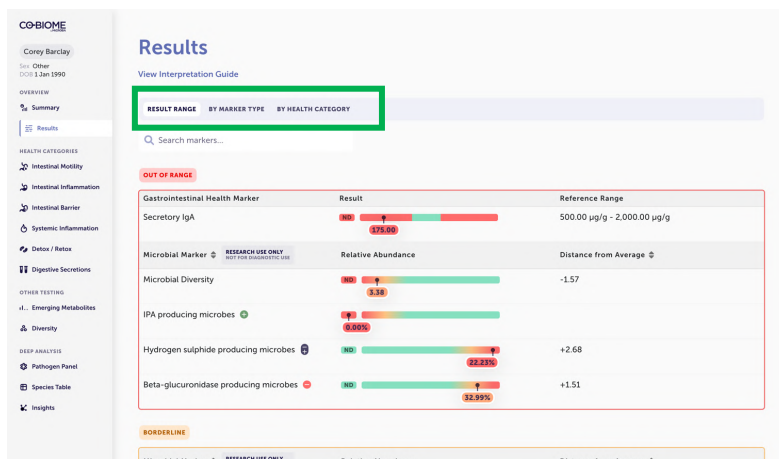 CO-BIOME
Corey Barclay
Sex Other
DOB 1 Jan 1990
OVERVIEW
Summary
Results
HEALTH CATEGORIES
Intestinal Motility
Intestinal Inflammation
Intestinal Barrier
Systemic Inflammation
Detox / Retox
Digestive Secretions
OTHER TESTING
Emerging Metabolites
Diversity
DEEP ANALYSIS
Pathogen Panel
Species Table
Insights
Results
View Interpretation Guide
RESULT RANGE BY MARKER TYPE BY HEALTH CATEGORY
Search markers...
OUT OF RANGE
Gastrointestinal Health Marker Result Reference Range
Secretory IgA ND 175.00 500.00 µg/g - 2,000.00 µg/g
Microbial Marker RESEARCH USE ONLY NOT FOR DIAGNOSTIC USE Relative Abundance Distance from Average
Microbial Diversity ND 3.38 -1.57
IPA producing microbes 0.00%
Hydrogen sulphide producing microbes ND 22.23% +2.68
Beta-glucuronidase producing microbes ND 32.99% +1.51
BORDERLINE
RESEARCH USE ONLY